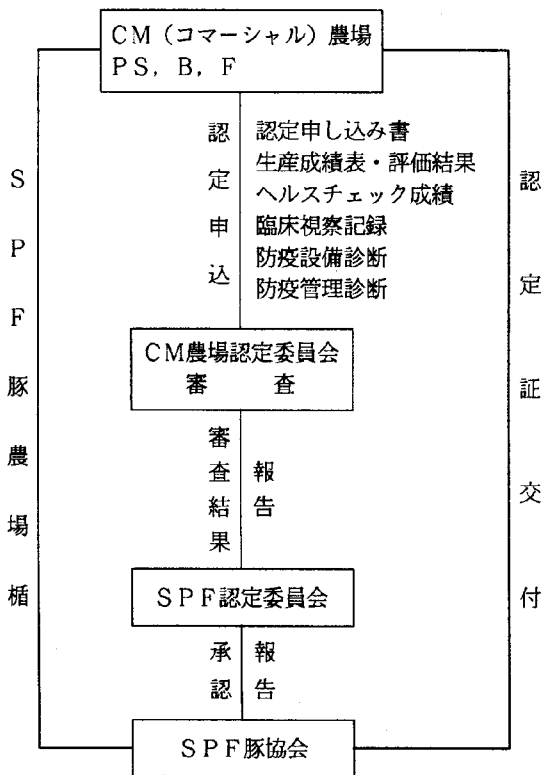 CM(コマーシャル)農場
PS,B,F
認定申込
認定申し込み書
生産成績表・評価結果
ヘルスチェック成績
臨床視察記録
防疫設備診断
防疫管理診断
SPF豚農場楯
認定証交付
CM農場認定委員会
審 査
審査結果
報告
SPF認定委員会
承認
報告
SPF豚協会